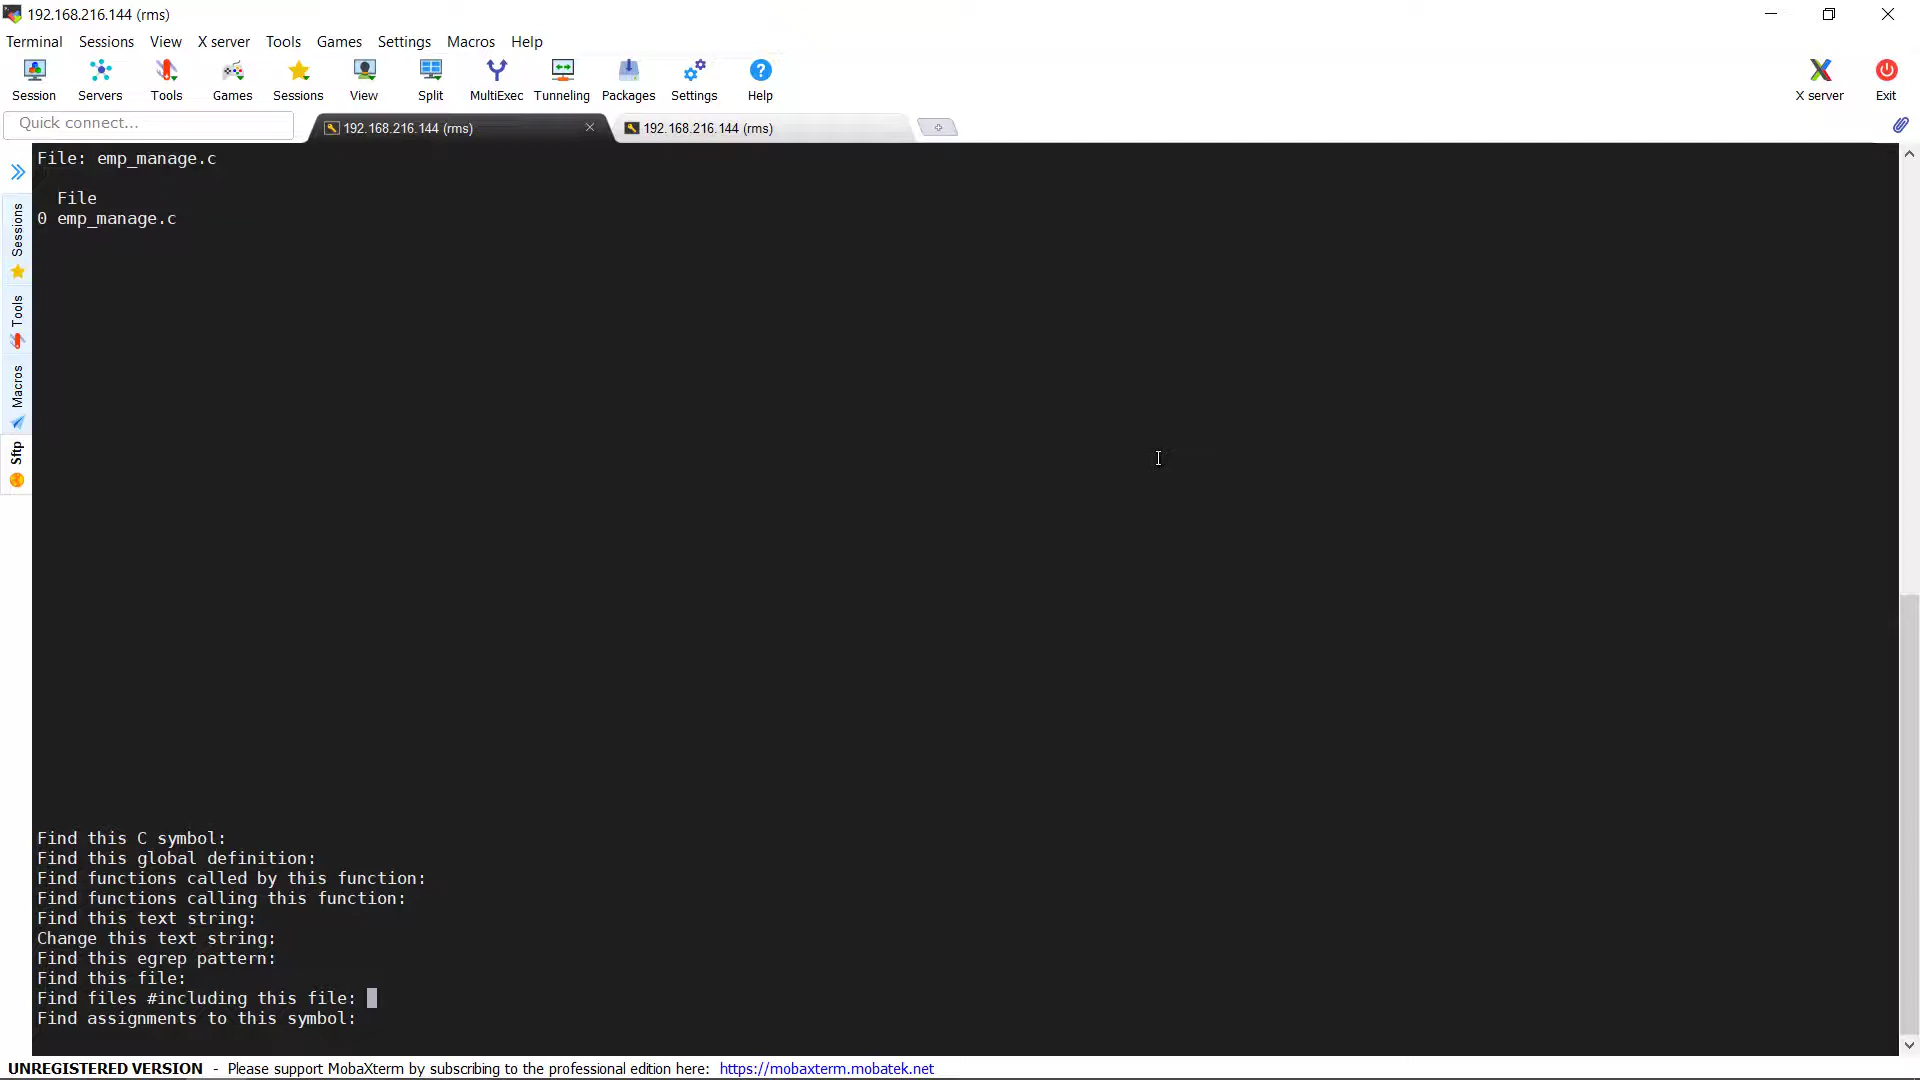 192.168.216.144 (rms)
Terminal Sessions View X server Tools Games Settings Macros Help
Session Servers Tools Games Sessions View Split MultiExec Tunneling Packages Settings Help X server Exit
Quick connect...
192.168.216.144 (rms)
192.168.216.144 (rms)
Sessions
Tools
Macros
Sftp
File: emp_manage.c
File
0 emp_manage.c
Find this C symbol:
Find this global definition:
Find functions called by this function:
Find functions calling this function:
Find this text string:
Change this text string:
Find this egrep pattern:
Find this file:
Find files #including this file:
Find assignments to this symbol:
UNREGISTERED VERSION - Please support MobaXterm by subscribing to the professional edition here: https://mobaxterm.mobatek.net